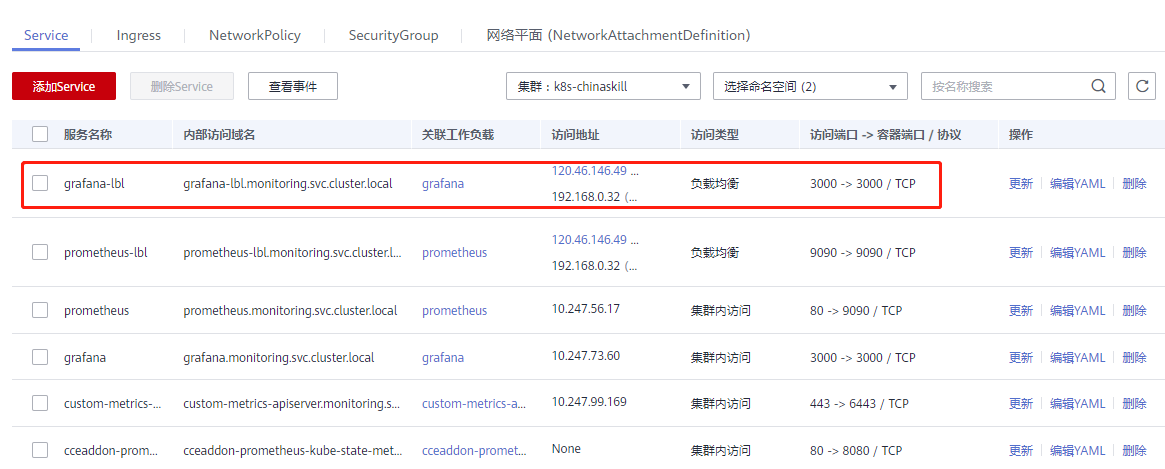 Service Ingress NetworkPolicy SecurityGroup 网络平面 (NetworkAttachmentDefinition)
添加Service 删除Service 查看事件 集群：k8s-chinaskill 选择命名空间 (2) 按名称搜索
服务名称 内部访问域名 关联工作负载 访问地址 访问类型 访问端口 -> 容器端口 / 协议 操作
grafana-lbl grafana-lbl.monitoring.svc.cluster.local grafana 120.46.146.49 ... 192.168.0.32 (... 负载均衡 3000 -> 3000 / TCP 更新 编辑YAML 删除
prometheus-lbl prometheus-lbl.monitoring.svc.cluster.l... prometheus 120.46.146.49 ... 192.168.0.32 (... 负载均衡 9090 -> 9090 / TCP 更新 编辑YAML 删除
prometheus prometheus.monitoring.svc.cluster.local prometheus 10.247.56.17 集群内访问 80 -> 9090 / TCP 更新 编辑YAML 删除
grafana grafana.monitoring.svc.cluster.local grafana 10.247.73.60 集群内访问 3000 -> 3000 / TCP 更新 编辑YAML 删除
custom-metrics-... custom-metrics-apiserver.monitoring.s... custom-metrics-a... 10.247.99.169 集群内访问 443 -> 6443 / TCP 更新 编辑YAML 删除
cceaddon-prom... cceaddon-prometheus-kube-state-met... cceaddon-promet... None 集群内访问 80 -> 8080 / TCP 更新 编辑YAML 删除